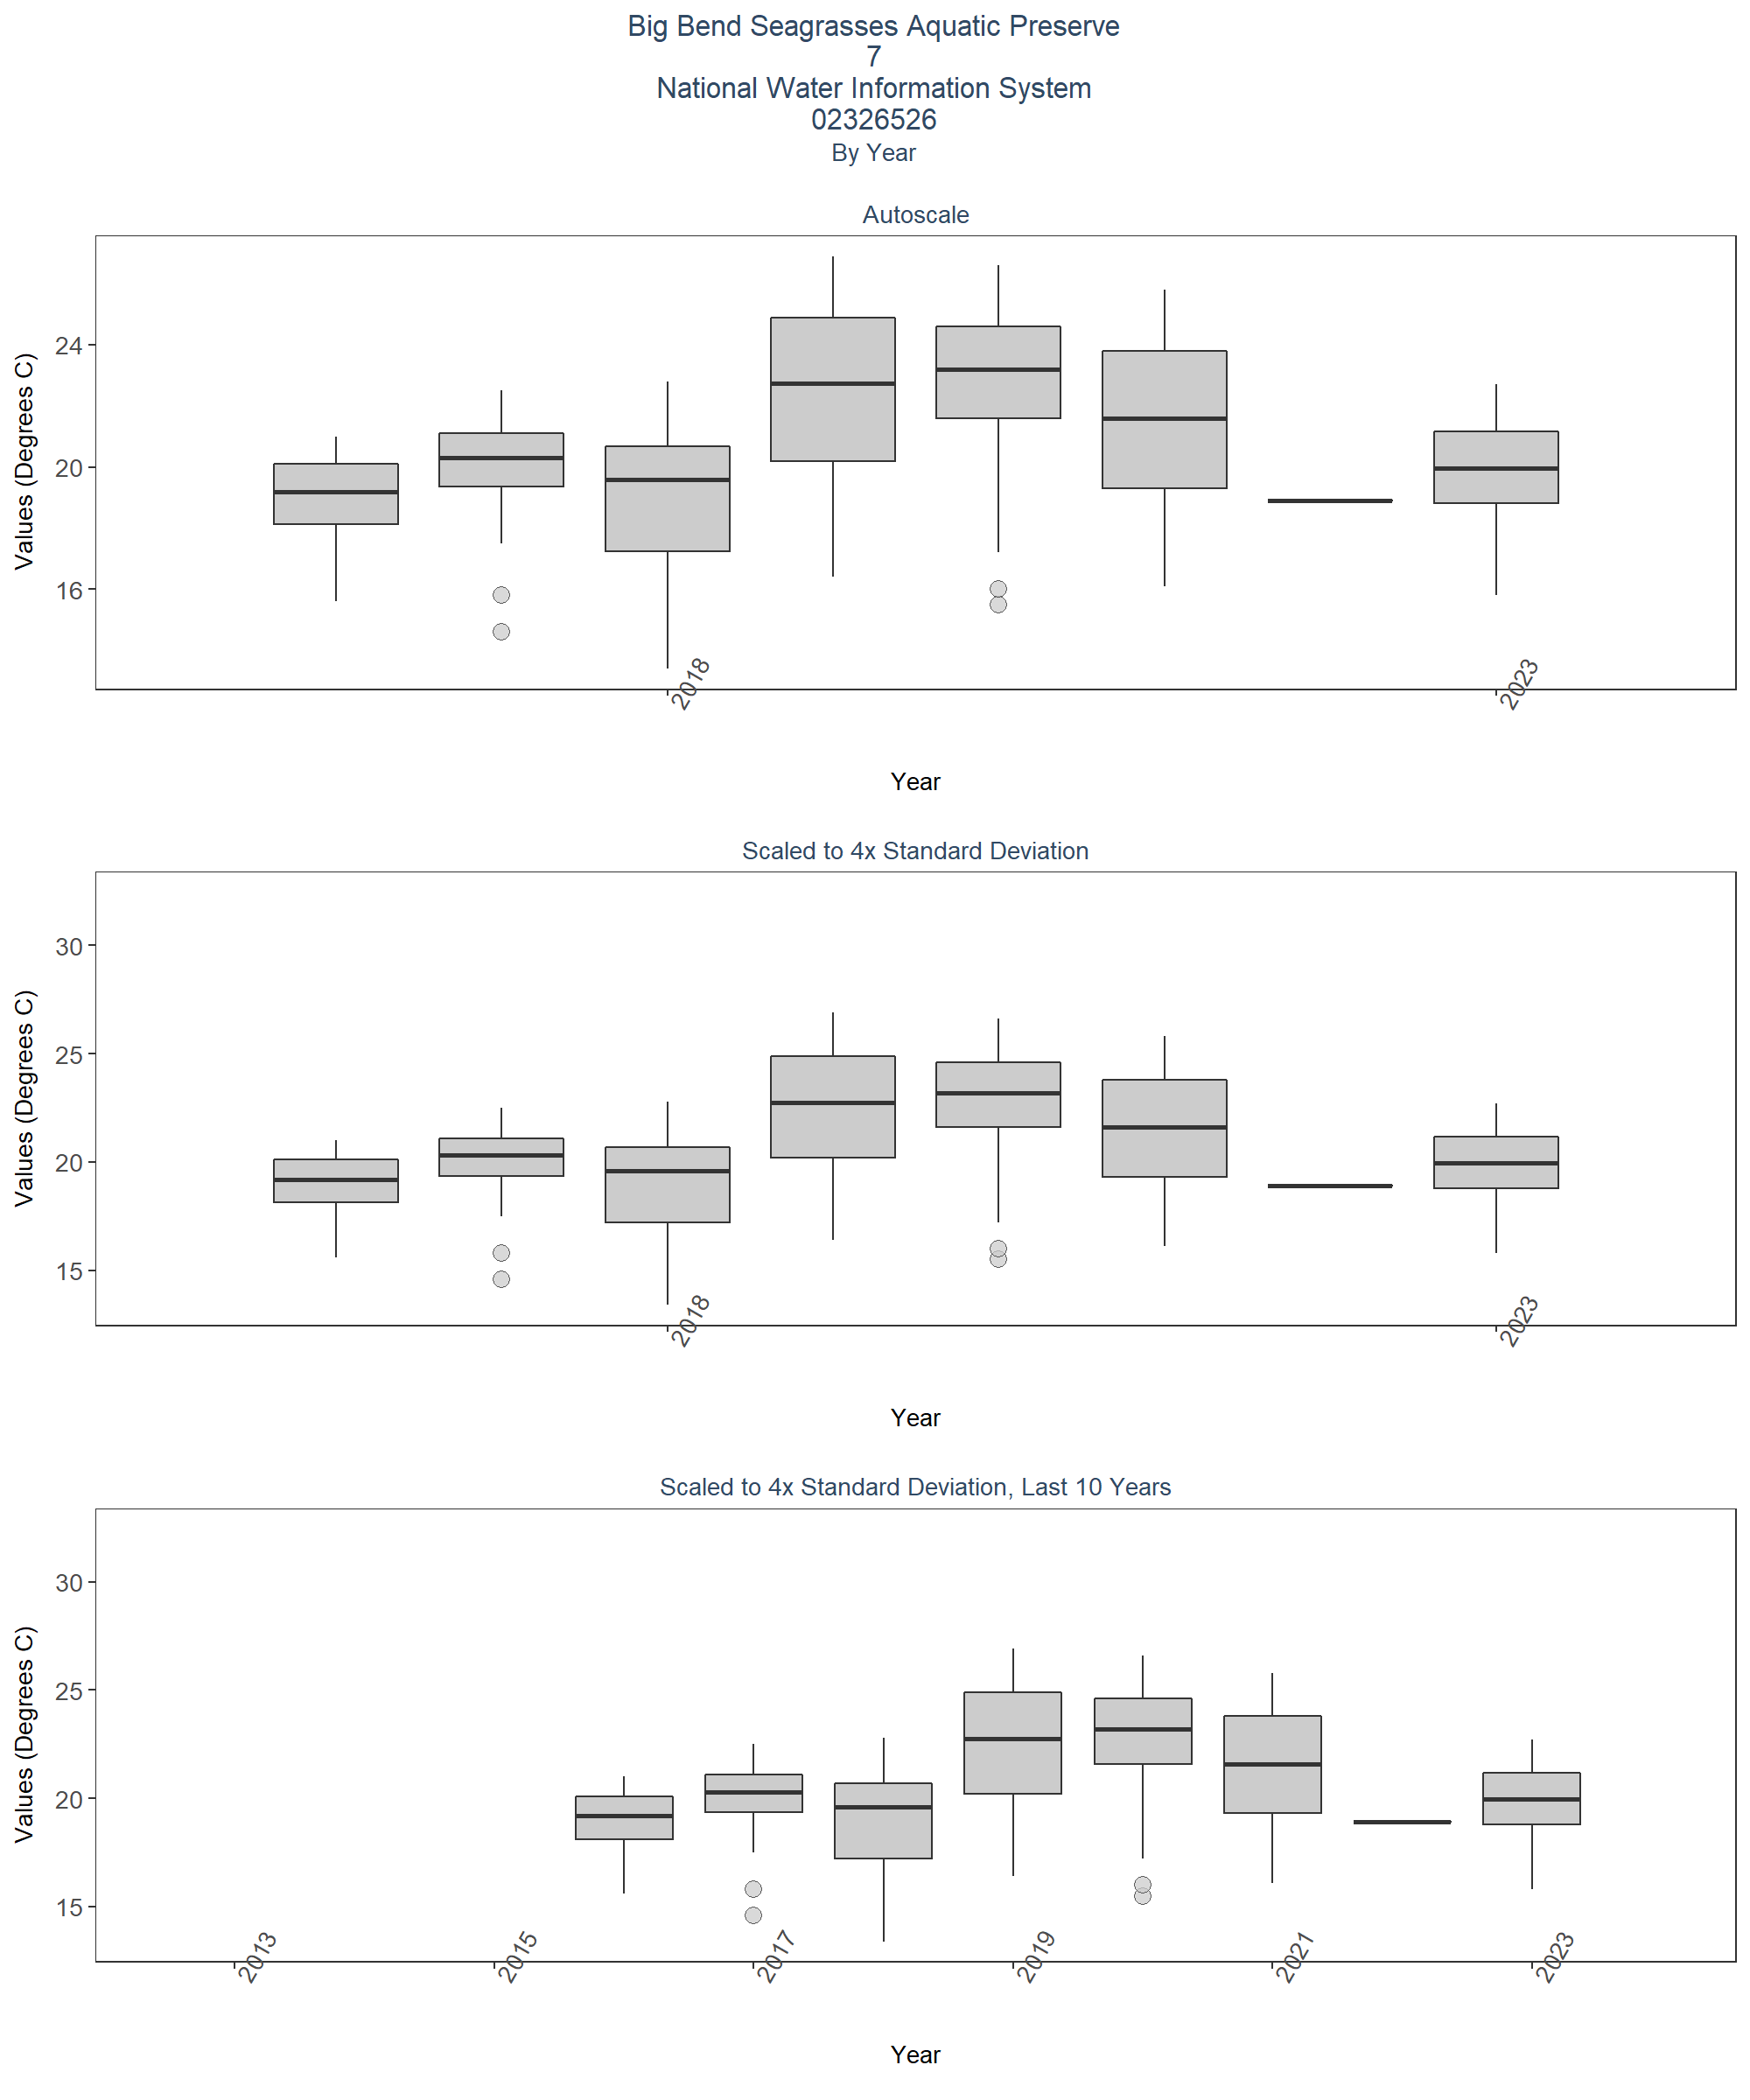 Big Bend Seagrasses Aquatic Preserve
7
National Water Information System
02326526
By Year
Autoscale
Values (Degrees C)
24
20
16
2018
2023
Year
Scaled to 4x Standard Deviation
Values (Degrees C)
30
25
20
15
2018
2023
Year
Scaled to 4x Standard Deviation, Last 10 Years
Values (Degrees C)
30
25
20
15
2013
2015
2017
2019
2021
2023
Year